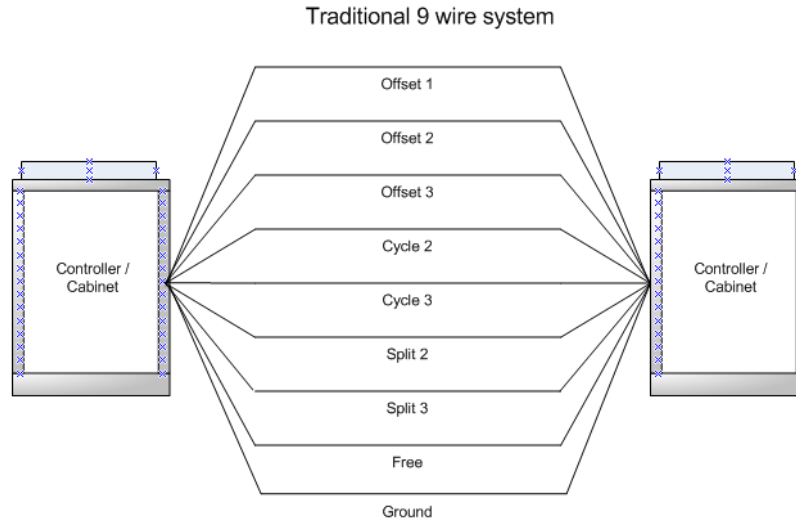 Traditional 9 wire system
Offset 1
Offset 2
Offset 3
Cycle 2
Controller /
Cabinet
Controller /
Cabinet
Cycle 3
Split 2
Split 3
Free
Ground